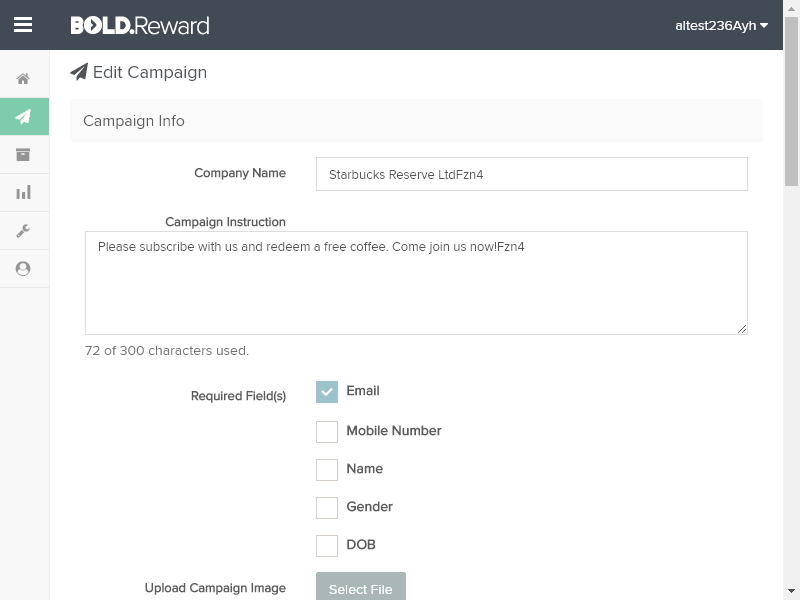 BOLD.Reward
altest236Ayh
Edit Campaign
Campaign Info
Company Name
Starbucks Reserve LtdFzn4
Campaign Instruction
Please subscribe with us and redeem a free coffee. Come join us now!Fzn4
72 of 300 characters used.
Required Field(s)
Email
Mobile Number
Name
Gender
DOB
Upload Campaign Image
Select File